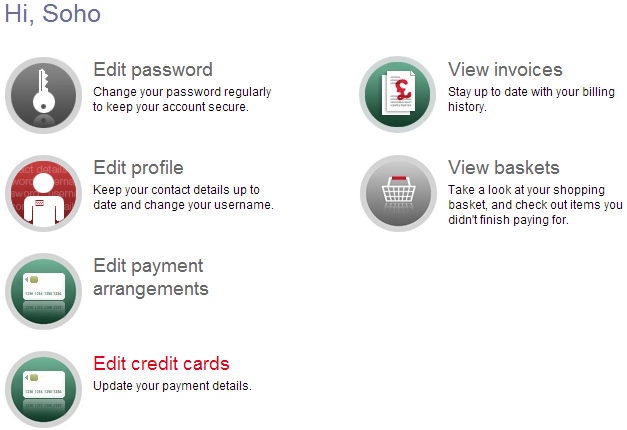 Hi, Soho
Edit password
Change your password regularly
to keep your account secure.
View invoices
Stay up to date with your billing
history.
Edit profile
Keep your contact details up to
date and change your username.
View baskets
Take a look at your shopping
basket, and check out items you
didn't finish paying for.
Edit payment
arrangements
Edit credit cards
Update your payment details.